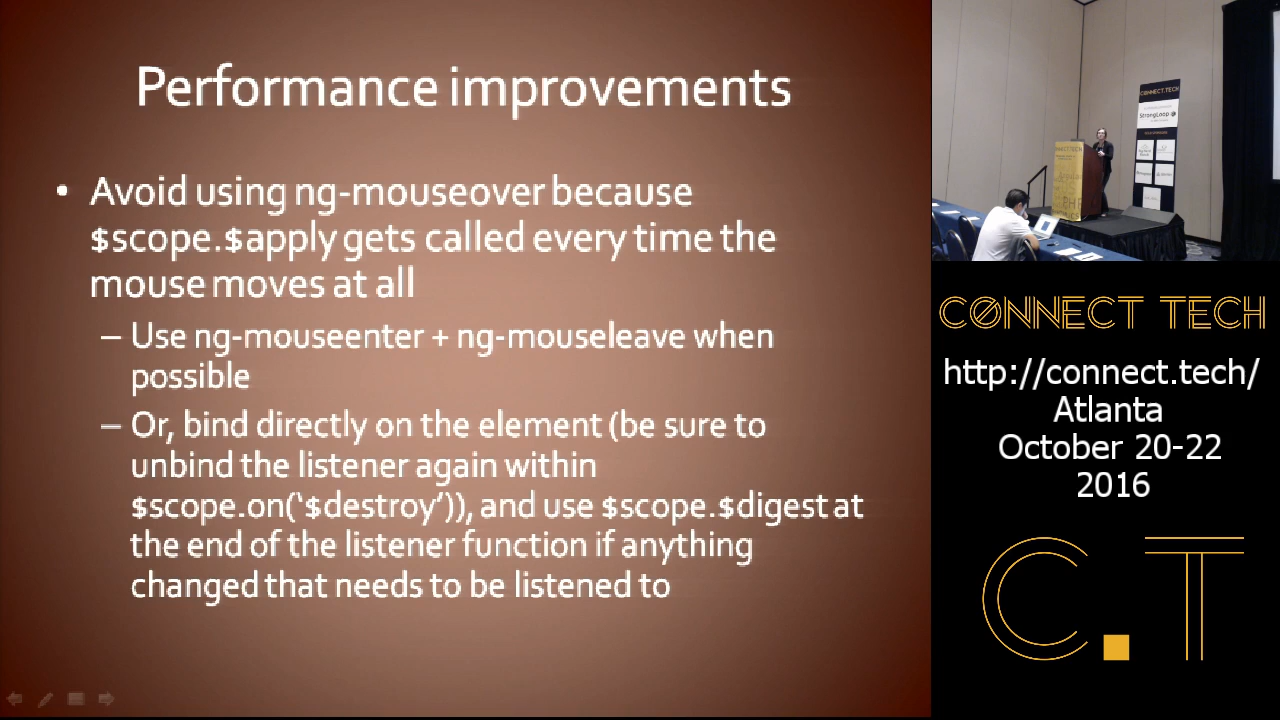 Performance improvements
• Avoid using ng-mouseover because
$scope.$apply gets called every time the
mouse moves at all
– Use ng-mouseenter + ng-mouseleave when
possible
– Or, bind directly on the element (be sure to
unbind the listener again within
$scope.on(‘$destroy’)), and use $scope.$digest at
the end of the listener function if anything
changed that needs to be listened to
CONNECT.TECH
StrongLoop
CONNECT TECH
http://connect.tech/
Atlanta
October 20-22
2016
C.T